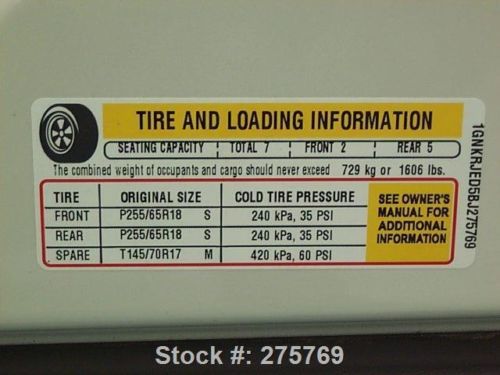 TIRE AND LOADING INFORMATION
SEATING CAPACITY TOTAL 7 FRONT 2 REAR 5
The combined weight of occupants and cargo should never exceed 729 kg or 1606 lbs.
TIRE ORIGINAL SIZE COLD TIRE PRESSURE
FRONT P255/65R18 S 240 kPa, 35 PSI
REAR P255/65R18 S 240 kPa, 35 PSI
SPARE T145/70R17 M 420 kPa, 60 PSI
SEE OWNER'S
MANUAL FOR
ADDITIONAL
INFORMATION
1GNKRJED5BJ275769
Stock #: 275769